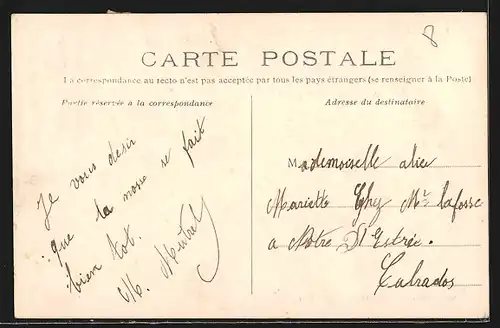 8
CARTE POSTALE
La correspondance au recto n'est pas acceptée par tous les pays étrangers (se renseigner à la Poste)
Partie réservée à la correspondance
Adresse du destinataire
Je vous desir
que la nosse se fait
bien tot.
M.
Mademoiselle alice
Mariette Chez Mr lafosse
a Notre D d'Estrée.
Calvados